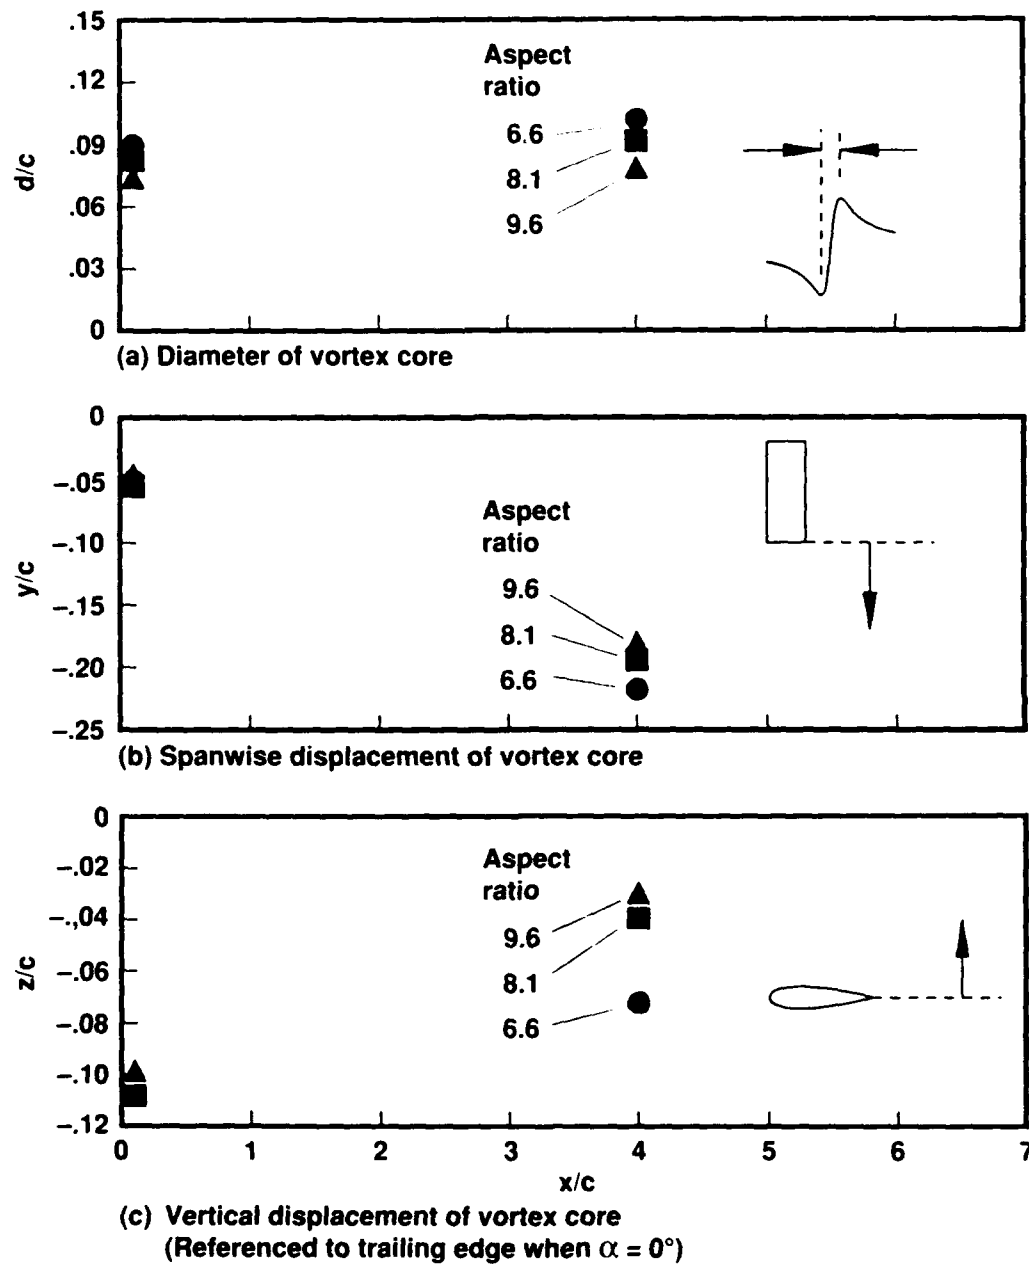 .15
.12
.09
.06
.03
0
d/c
Aspect
ratio
6.6
8.1
9.6
(a) Diameter of vortex core
0
–.05
–.10
–.15
–.20
–.25
y/c
Aspect
ratio
9.6
8.1
6.6
(b) Spanwise displacement of vortex core
0
–.02
–.,04
–.06
–.08
–.10
–.12
z/c
Aspect
ratio
9.6
8.1
6.6
0 1 2 3 4 5 6 7
x/c
(c) Vertical displacement of vortex core
(Referenced to trailing edge when α = 0°)